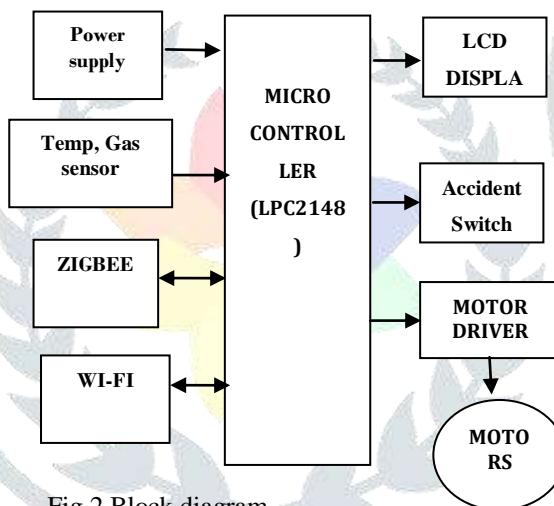 Power
supply
Temp, Gas
sensor
ZIGBEE
WI-FI
MICRO
CONTROL
LER
(LPC2148
)
LCD
DISPLA
Accident
Switch
MOTOR
DRIVER
MOTO
RS
Fig 2 Block diagram